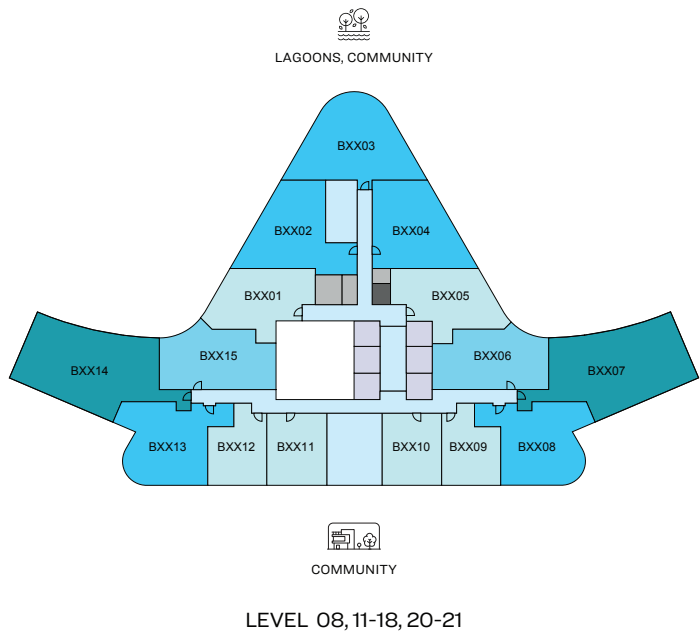 LAGOONS, COMMUNITY
BXX03
BXX02
BXX04
BXX01
BXX05
BXX15
BXX06
BXX14
BXX07
BXX13
BXX12
BXX11
BXX10
BXX09
BXX08
COMMUNITY
LEVEL 08, 11-18, 20-21